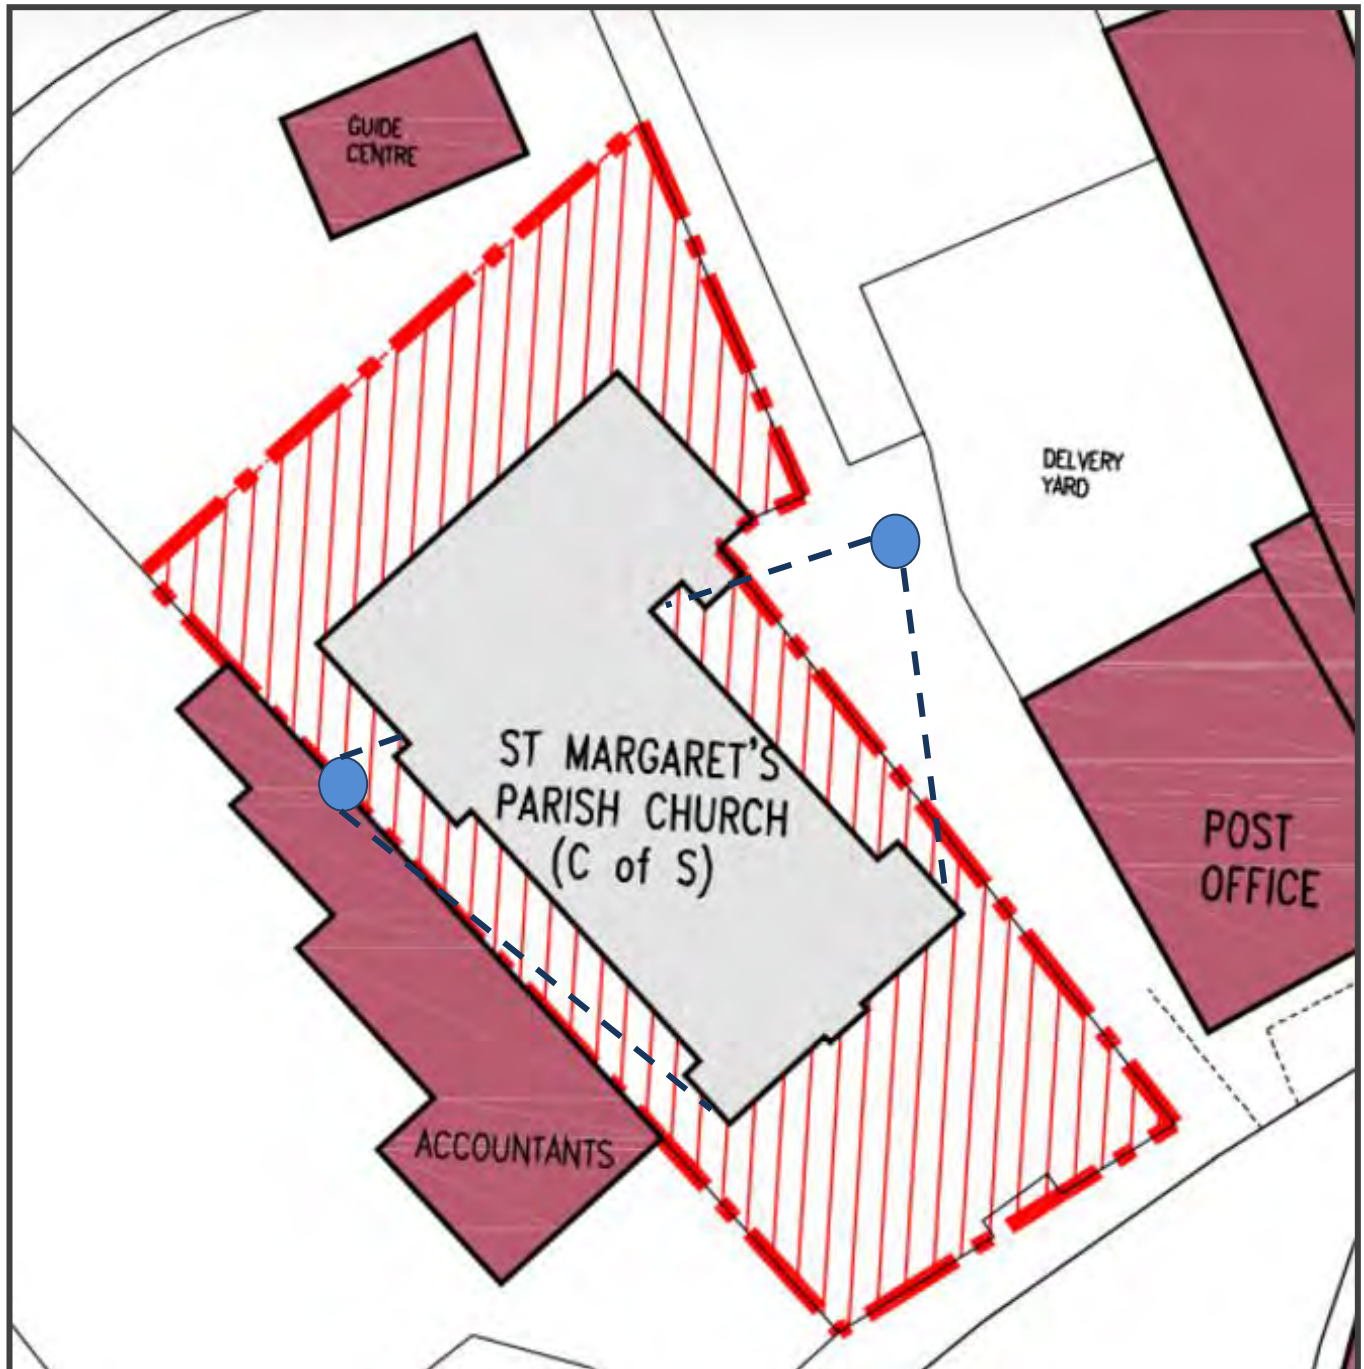 GUIDE
CENTRE
DELVERY
YARD
ST MARGARET'S
PARISH CHURCH
(C of S)
POST
OFFICE
ACCOUNTANTS